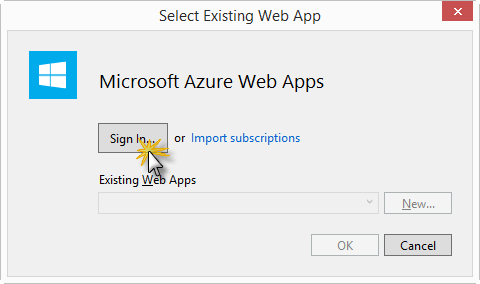 Select Existing Web App
Microsoft Azure Web Apps
Sign In... or Import subscriptions
Existing Web Apps
New...
OK Cancel